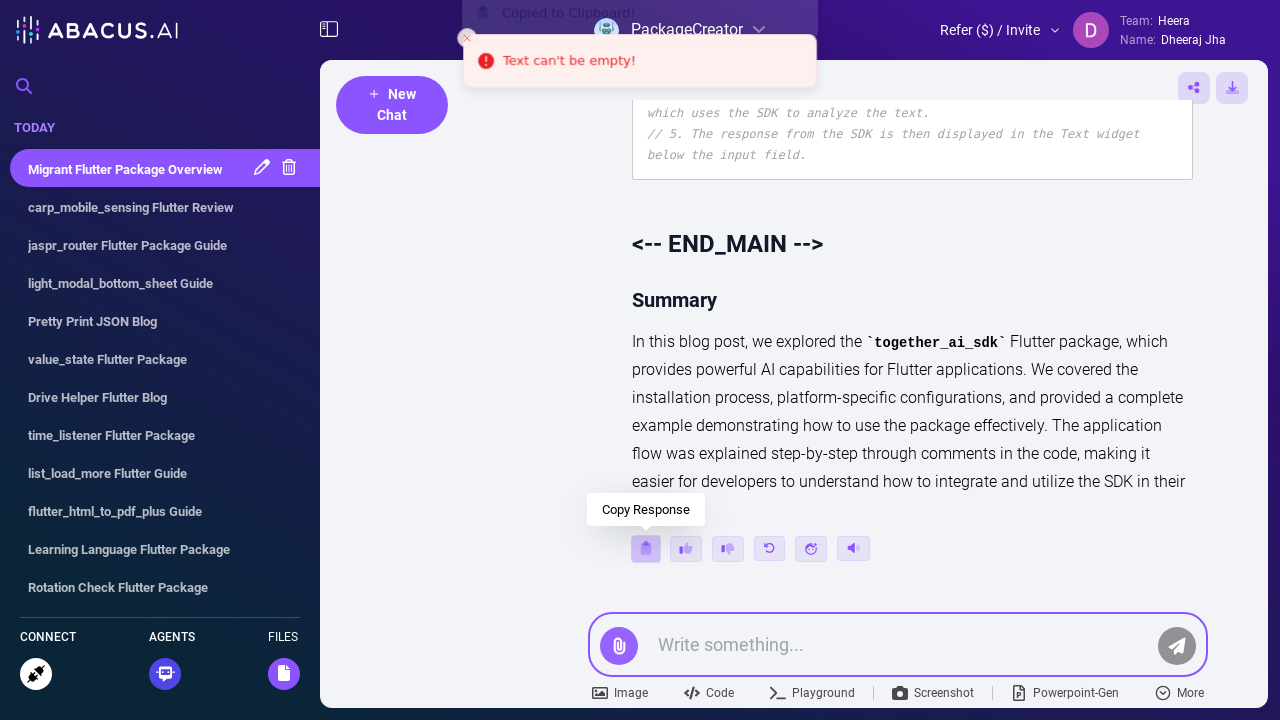 ABACUS.AI
Copied to Clipboard!
PackageCreator
Refer ($) / Invite
D
Team: Heera
Name: Dheeraj Jha
Text can't be empty!
+ New
Chat
TODAY
Migrant Flutter Package Overview
carp_mobile_sensing Flutter Review
jaspr_router Flutter Package Guide
light_modal_bottom_sheet Guide
Pretty Print JSON Blog
value_state Flutter Package
Drive Helper Flutter Blog
time_listener Flutter Package
list_load_more Flutter Guide
flutter_html_to_pdf_plus Guide
Learning Language Flutter Package
Rotation Check Flutter Package
CONNECT
AGENTS
FILES
which uses the SDK to analyze the text.
// 5. The response from the SDK is then displayed in the Text widget
below the input field.
<-- END_MAIN -->
Summary
In this blog post, we explored the `together_ai_sdk` Flutter package, which
provides powerful AI capabilities for Flutter applications. We covered the
installation process, platform-specific configurations, and provided a complete
example demonstrating how to use the package effectively. The application
flow was explained step-by-step through comments in the code, making it
easier for developers to understand how to integrate and utilize the SDK in their
Copy Response
Write something...
Image
Code
Playground
Screenshot
Powerpoint-Gen
More